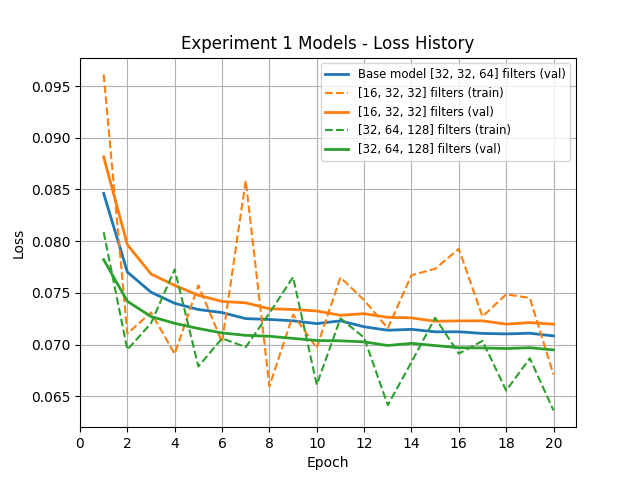 Experiment 1 Models - Loss History
Base model [32, 32, 64] filters (val)
[16, 32, 32] filters (train)
[16, 32, 32] filters (val)
[32, 64, 128] filters (train)
[32, 64, 128] filters (val)
Loss
0.095
0.090
0.085
0.080
0.075
0.070
0.065
0 2 4 6 8 10 12 14 16 18 20
Epoch